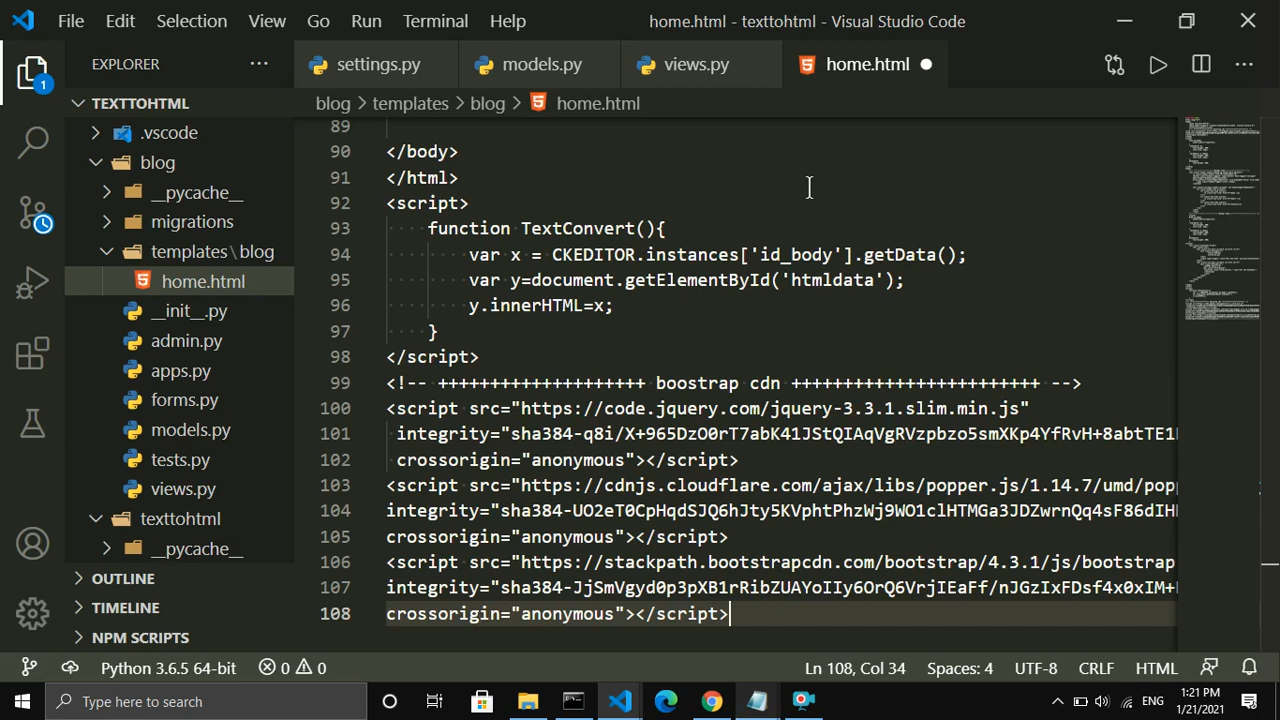 File Edit Selection View Go Run Terminal Help home.html - texttohtml - Visual Studio Code
EXPLORER
settings.py models.py views.py home.html
TEXTTOHTML
blog > templates > blog > home.html
.vscode
blog
__pycache__
migrations
templates\blog
home.html
__init__.py
admin.py
apps.py
forms.py
models.py
tests.py
views.py
texttohtml
__pycache__
OUTLINE
TIMELINE
NPM SCRIPTS
1
89
90 </body>
91 </html>
92 <script>
93 function TextConvert(){
94 var x = CKEDITOR.instances['id_body'].getData();
95 var y=document.getElementById('htmldata');
96 y.innerHTML=x;
97 }
98 </script>
99 <!-- ++++++++++++++++++++ boostrap cdn ++++++++++++++++++++++++ -->
100 <script src="https://code.jquery.com/jquery-3.3.1.slim.min.js"
101 integrity="sha384-q8i/X+965DzO0rT7abK41JStQIAqVgRVzpbzo5smXKp4YfRvH+8abtTE1
102 crossorigin="anonymous"></script>
103 <script src="https://cdnjs.cloudflare.com/ajax/libs/popper.js/1.14.7/umd/pop
104 integrity="sha384-UO2eT0CpHqdSJQ6hJty5KVphtPhzWj9WO1clHTMGa3JDZwrnQq4sF86dIH
105 crossorigin="anonymous"></script>
106 <script src="https://stackpath.bootstrapcdn.com/bootstrap/4.3.1/js/bootstrap
107 integrity="sha384-JjSmVgyd0p3pXB1rRibZUAYoIIy6OrQ6VrjIEaFf/nJGzIxFDsf4x0xIM+
108 crossorigin="anonymous"></script>
Python 3.6.5 64-bit 0 0 Ln 108, Col 34 Spaces: 4 UTF-8 CRLF HTML
Type here to search
ENG
1:21 PM
1/21/2021